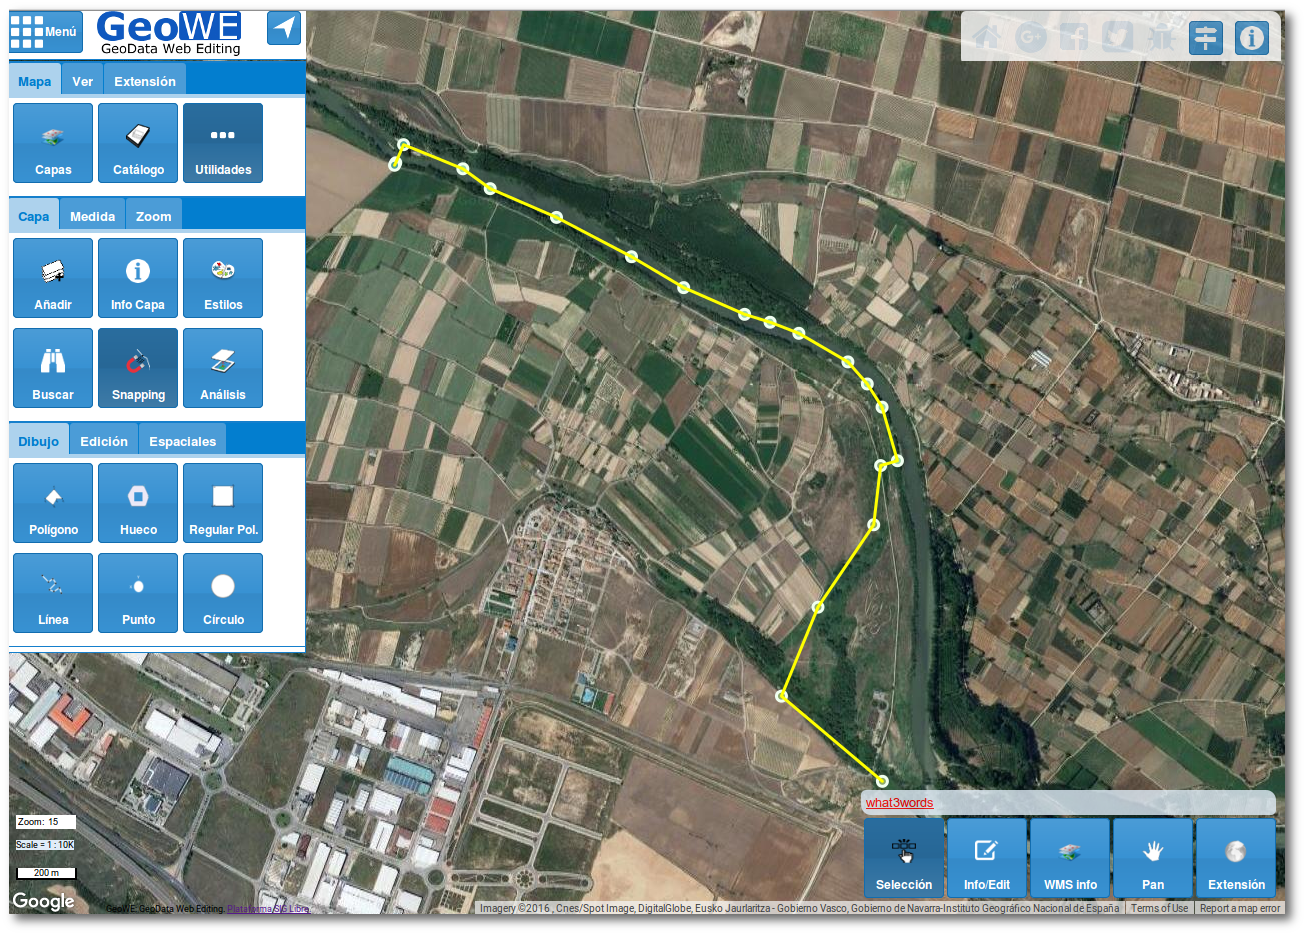 Menú
GeoWE
GeoData Web Editing
Mapa Ver Extensión
Capas Catálogo Utilidades
Capa Medida Zoom
Añadir Info Capa Estilos
Buscar Snapping Análisis
Dibujo Edición Espaciales
Polígono Hueco Regular Pol.
Línea Punto Círculo
what3words
Selección Info/Edit WMS info Pan Extensión
Zoom: 15
Scale = 1 : 10K
200 m
Google
GeoWE: GeoData Web Editing. Plataforma SIG Libre.
Imagery ©2016 , Cnes/Spot Image, DigitalGlobe, Eusko Jaurlaritza - Gobierno Vasco, Gobierno de Navarra-Instituto Geográfico Nacional de España Terms of Use Report a map error